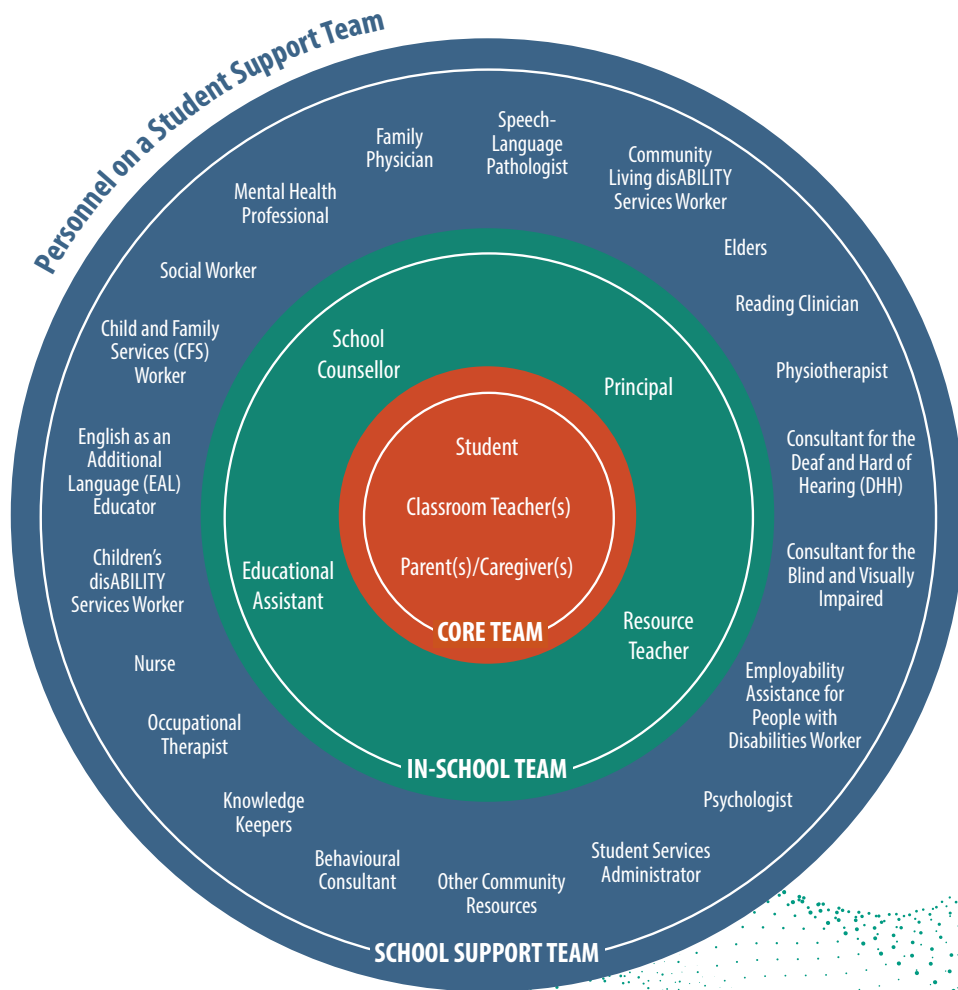 Personnel on a Student Support Team
Family
Physician
Speech-
Language
Pathologist
Community
Living disABILITY
Services Worker
Elders
Reading Clinician
Physiotherapist
Consultant for the
Deaf and Hard of
Hearing (DHH)
Consultant for the
Blind and Visually
Impaired
Employability
Assistance for
People with
Disabilities Worker
Psychologist
Student Services
Administrator
Other Community
Resources
Behavioural
Consultant
Knowledge
Keepers
Occupational
Therapist
Nurse
Children's
disABILITY
Services Worker
English as an
Additional
Language (EAL)
Educator
Child and Family
Services (CFS)
Worker
Social Worker
Mental Health
Professional
SCHOOL SUPPORT TEAM
School
Counsellor
Principal
Resource
Teacher
Educational
Assistant
IN-SCHOOL TEAM
Student
Classroom Teacher(s)
Parent(s)/Caregiver(s)
CORE TEAM